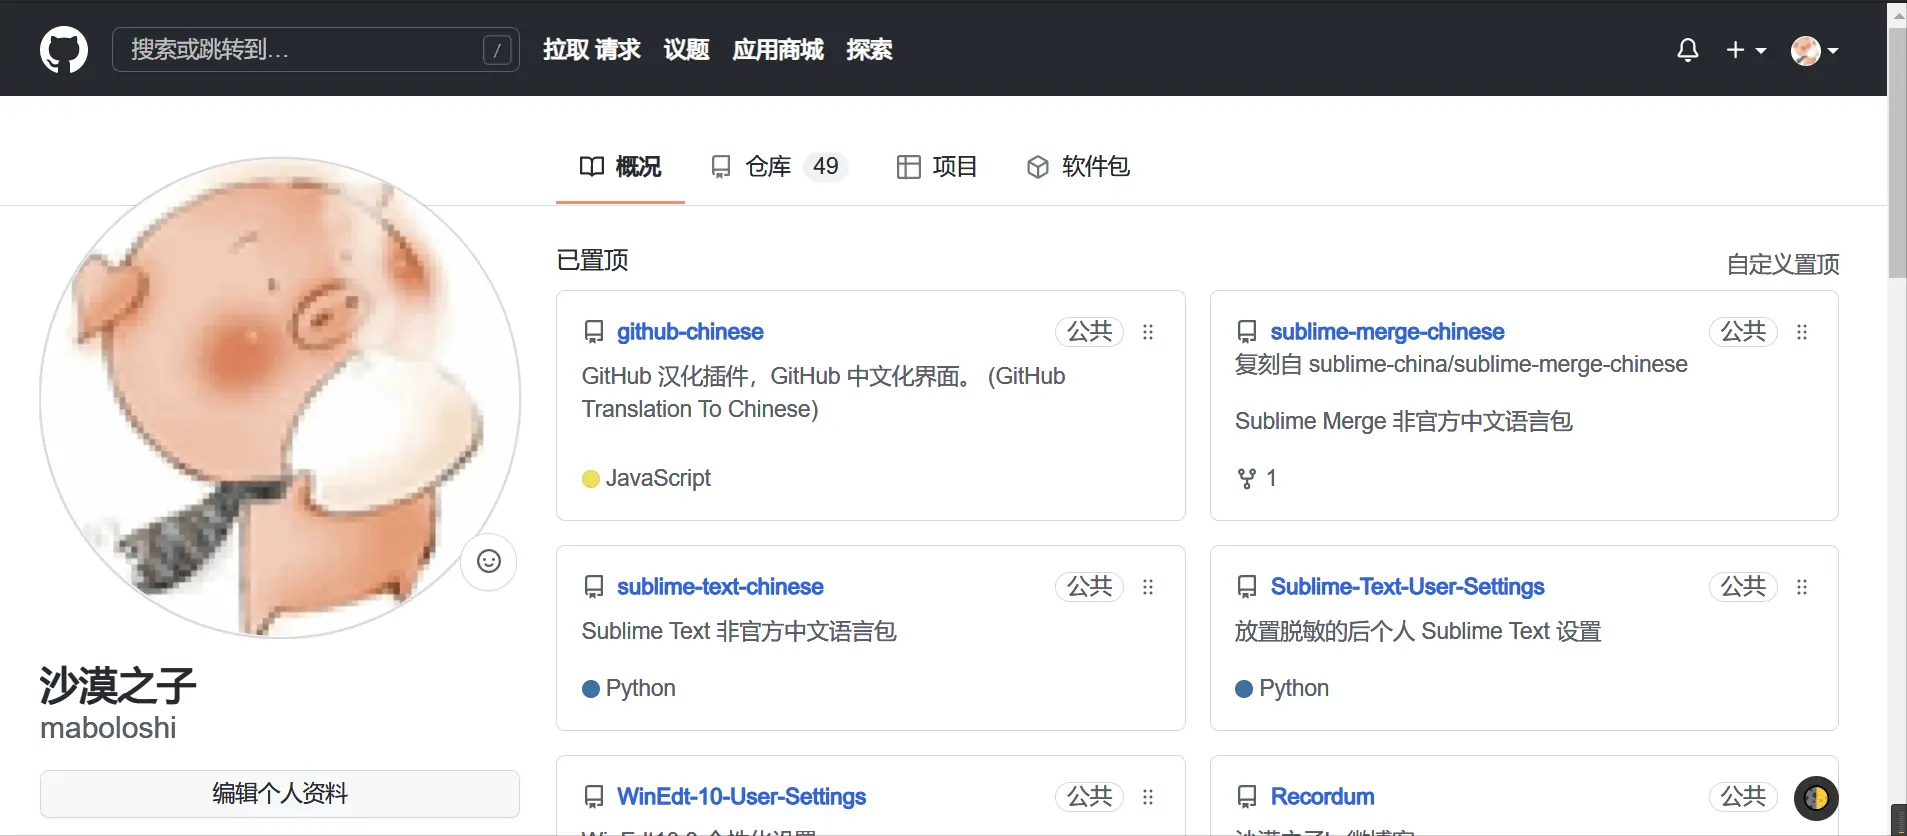 搜索或跳转到… /
拉取 请求 议题 应用商城 探索
概况 仓库 49 项目 软件包
已置顶
自定义置顶
github-chinese 公共
GitHub 汉化插件，GitHub 中文化界面。 (GitHub
Translation To Chinese)
JavaScript
sublime-merge-chinese 公共
复刻自 sublime-china/sublime-merge-chinese
Sublime Merge 非官方中文语言包
1
sublime-text-chinese 公共
Sublime Text 非官方中文语言包
Python
Sublime-Text-User-Settings 公共
放置脱敏的后个人 Sublime Text 设置
Python
沙漠之子
maboloshi
编辑个人资料
WinEdt-10-User-Settings 公共
Recordum 公共